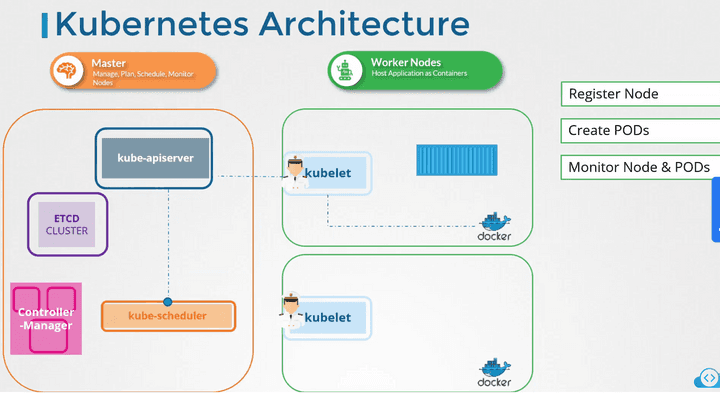 Kubernetes Architecture
Master
Manage, Plan, Schedule, Monitor
Nodes
Worker Nodes
Host Application as Containers
Register Node
Create PODs
Monitor Node & PODs
kube-apiserver
kubelet
ETCD
CLUSTER
docker
Controller
-Manager
kube-scheduler
kubelet
docker